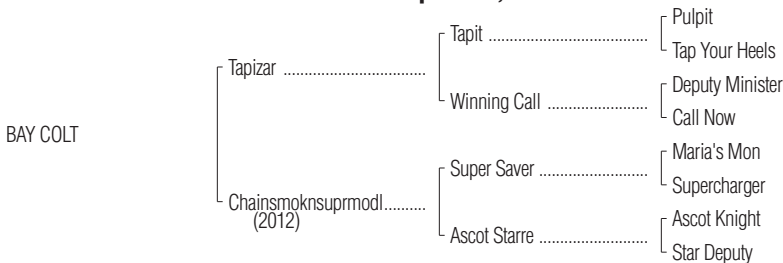 Pulpit
Tapit ........................................
Tap Your Heels
Tapizar ...................................
Deputy Minister
Winning Call .........................
Call Now
BAY COLT
Maria's Mon
Super Saver ...........................
Supercharger
Chainsmoknsuprmodl..........
(2012)
Ascot Knight
Ascot Starre ...........................
Star Deputy